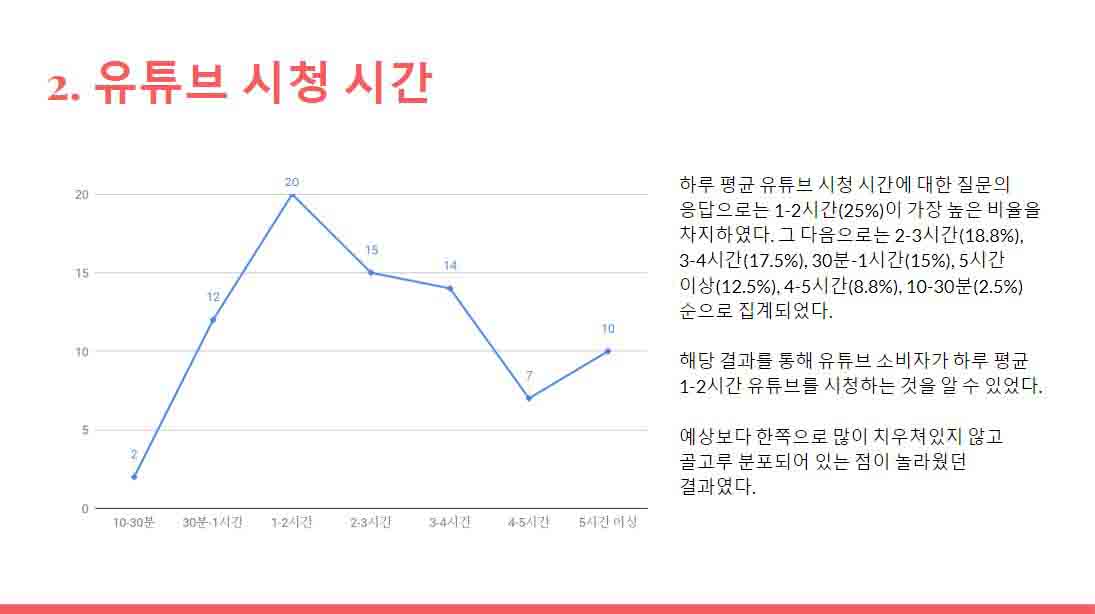 2. 유튜브 시청 시간
20
15
10
5
0
2
12
20
15
14
7
10
10-30분
30분-1시간
1-2시간
2-3시간
3-4시간
4-5시간
5시간 이상
하루 평균 유튜브 시청 시간에 대한 질문의
응답으로는 1-2시간(25%)이 가장 높은 비율을
차지하였다. 그 다음으로는 2-3시간(18.8%),
3-4시간(17.5%), 30분-1시간(15%), 5시간
이상(12.5%), 4-5시간(8.8%), 10-30분(2.5%)
순으로 집계되었다.
해당 결과를 통해 유튜브 소비자가 하루 평균
1-2시간 유튜브를 시청하는 것을 알 수 있었다.
예상보다 한쪽으로 많이 치우쳐있지 않고
골고루 분포되어 있는 점이 놀라웠던
결과였다.